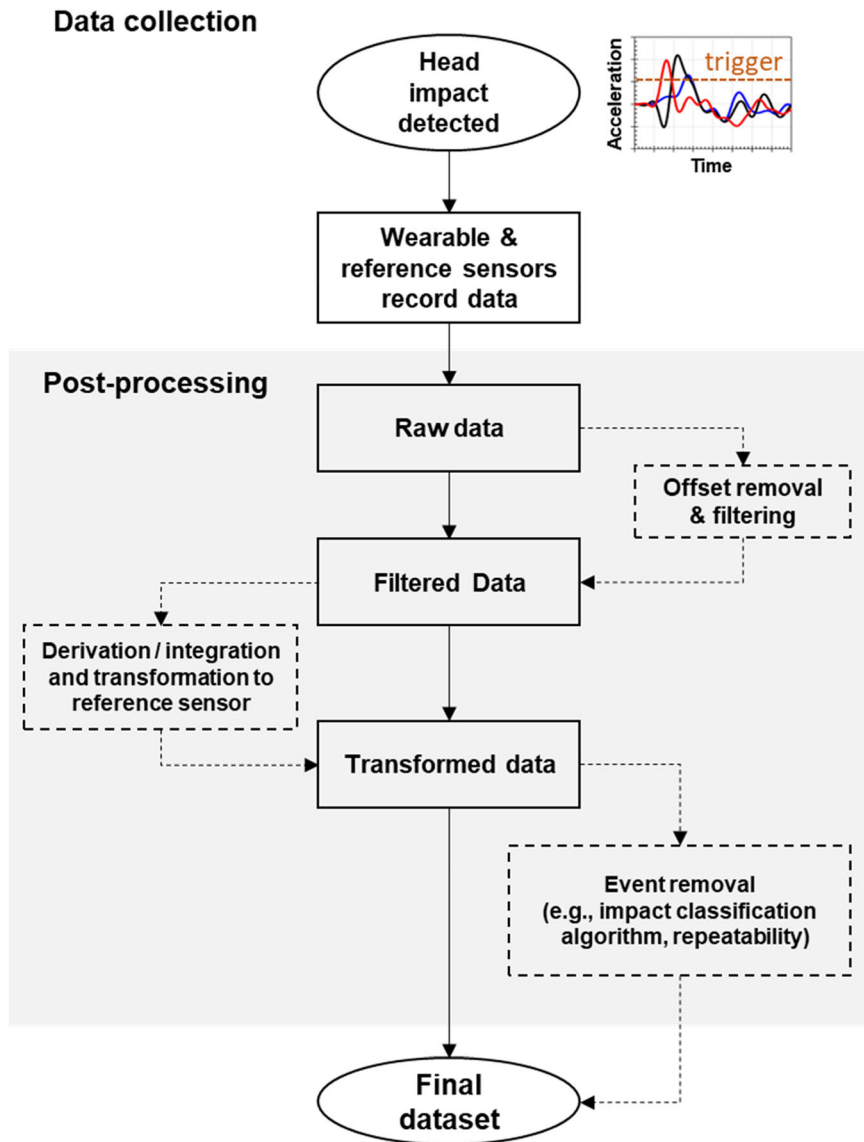 Data collection
Head
impact
detected
trigger
Acceleration
Time
Wearable &
reference sensors
record data
Post-processing
Raw data
Offset removal
& filtering
Filtered Data
Derivation / integration
and transformation to
reference sensor
Transformed data
Event removal
(e.g., impact classification
algorithm, repeatability)
Final
dataset